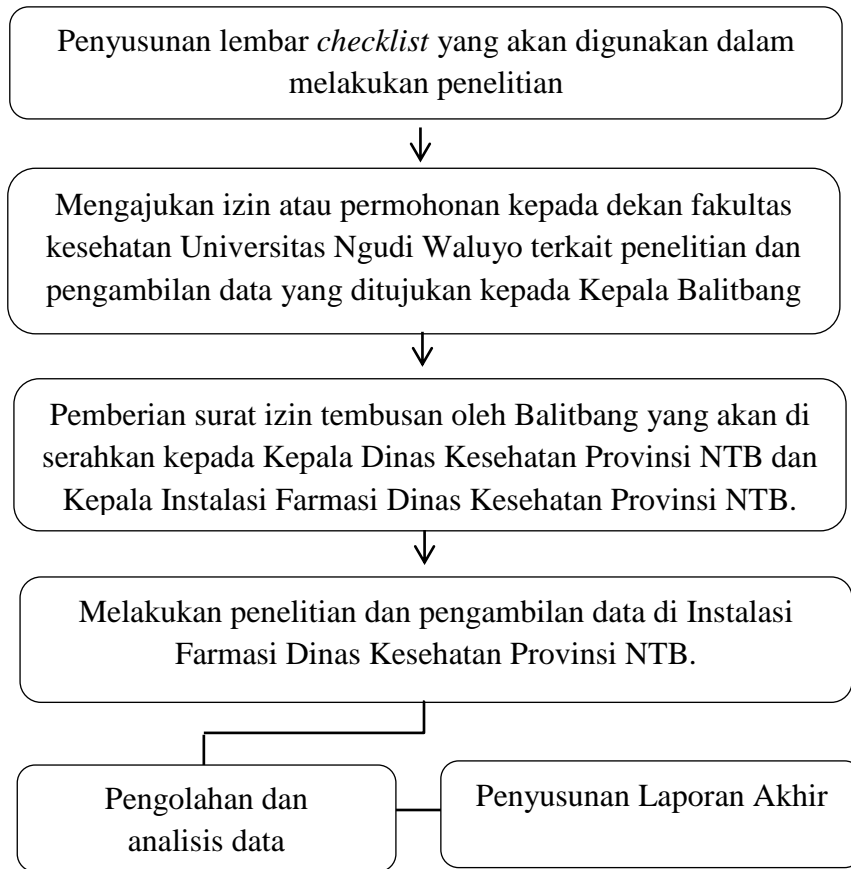 Penyusunan lembar checklist yang akan digunakan dalam
melakukan penelitian
Mengajukan izin atau permohonan kepada dekan fakultas
kesehatan Universitas Ngudi Waluyo terkait penelitian dan
pengambilan data yang ditujukan kepada Kepala Balitbang
Pemberian surat izin tembusan oleh Balitbang yang akan di
serahkan kepada Kepala Dinas Kesehatan Provinsi NTB dan
Kepala Instalasi Farmasi Dinas Kesehatan Provinsi NTB.
Melakukan penelitian dan pengambilan data di Instalasi
Farmasi Dinas Kesehatan Provinsi NTB.
Pengolahan dan
analisis data
Penyusunan Laporan Akhir